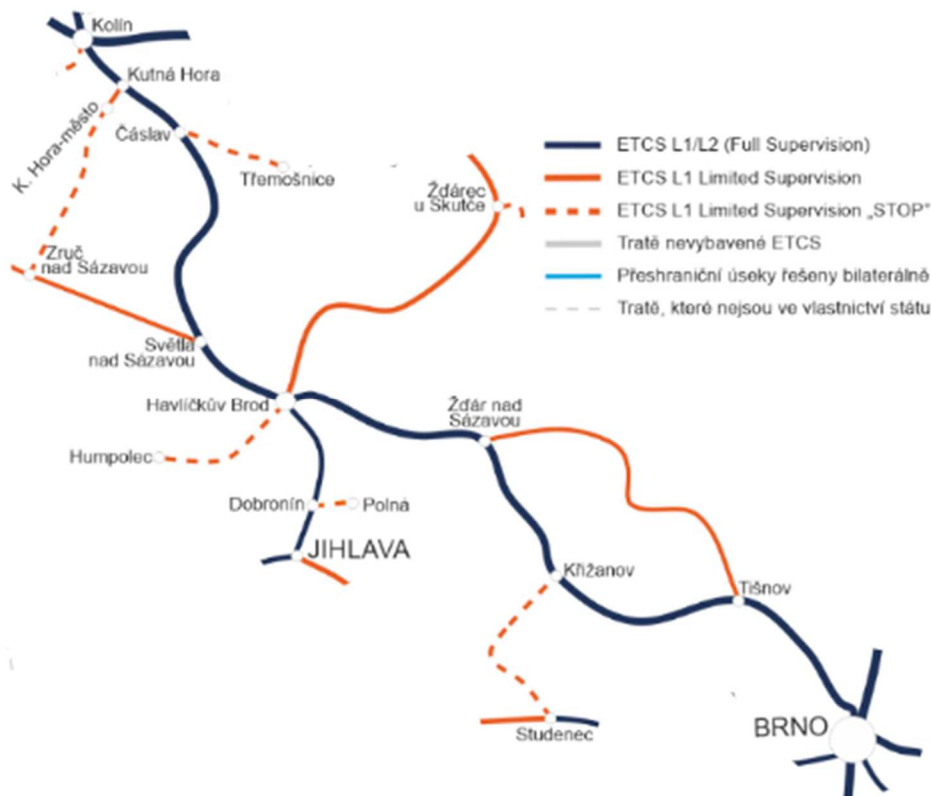 Kolín
Kutná Hora
K. Hora-město
Čáslav
Třemošnice
Zruč
nad Sázavou
Světlá
nad Sázavou
Havlíčkův Brod
Humpolec
Dobronín
Polná
JIHLAVA
Žďárec
u Skutče
Žďár nad
Sázavou
Křižanov
Tišnov
Studenec
BRNO
ETCS L1/L2 (Full Supervision)
ETCS L1 Limited Supervision
ETCS L1 Limited Supervision „STOP"
Tratě nevybavené ETCS
Přeshraniční úseky řešeny bilaterálně
Tratě, které nejsou ve vlastnictví státu